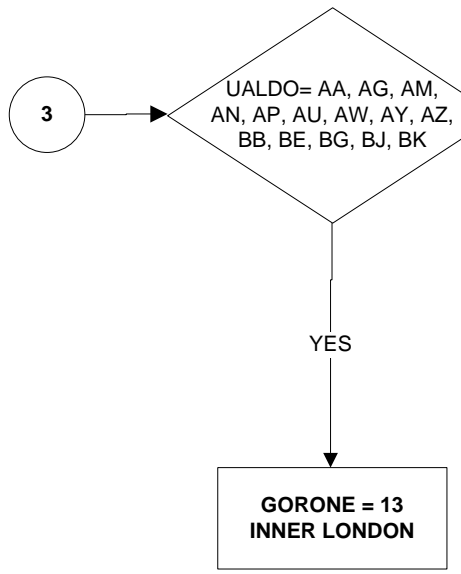 3
UALDO= AA, AG, AM,
AN, AP, AU, AW, AY, AZ,
BB, BE, BG, BJ, BK
YES
GORONE = 13
INNER LONDON